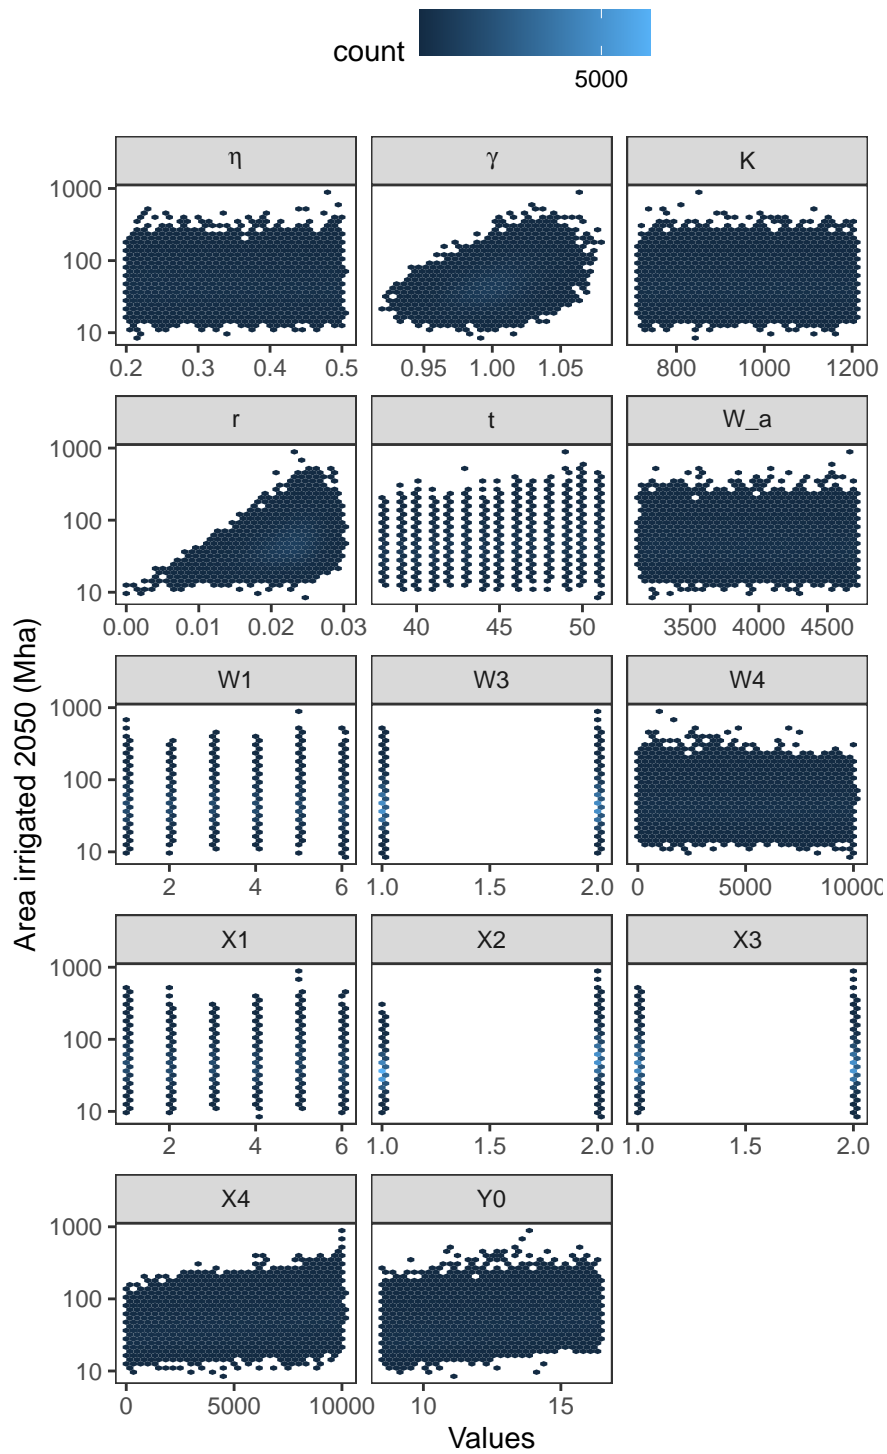 count
5000
η γ K
1000
100
10
0.2 0.3 0.4 0.5 0.95 1.00 1.05 800 1000 1200
r t W_a
1000
100
10
0.00 0.01 0.02 0.03 40 45 50 3500 4000 4500
W1 W3 W4
1000
100
10
2 4 6 1.0 1.5 2.0 0 5000 10000
X1 X2 X3
1000
100
10
2 4 6 1.0 1.5 2.0 1.0 1.5 2.0
X4 Y0
1000
100
10
0 5000 10000 10 15
Values
Area irrigated 2050 (Mha)